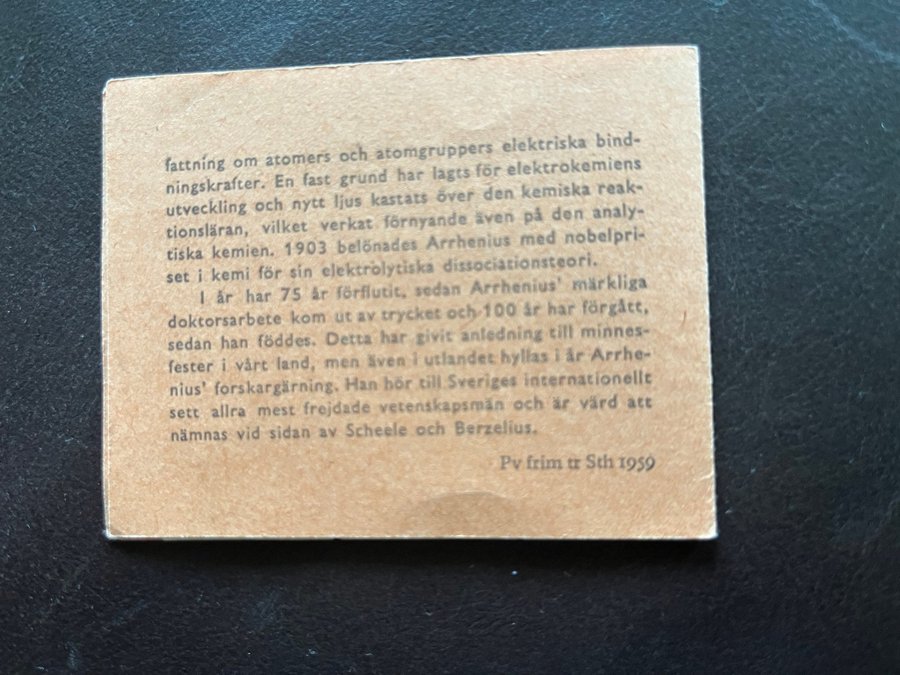 fattning om atomers och atomgruppers elektriska bind-
ningskrafter. En fast grund har lagts för elektrokemiens
utveckling och nytt ljus kastats över den kemiska reak-
tionsläran, vilket verkat förnyande även på den analy-
tiska kemien. 1903 belönades Arrhenius med nobelpri-
set i kemi för sin elektrolytiska dissociationsteori.
I år har 75 år förflutit, sedan Arrhenius' märkliga
doktorsarbete kom ut av trycket och 100 år har förgått,
sedan han föddes. Detta har givit anledning till minnes-
fester i vårt land, men även i utlandet hyllas i år Arrhe-
nius' forskargärning. Han hör till Sveriges internationellt
sett allra mest frejdade vetenskapsmän och är värd att
nämnas vid sidan av Scheele och Berzelius.
Pv frim tr Sth 1959